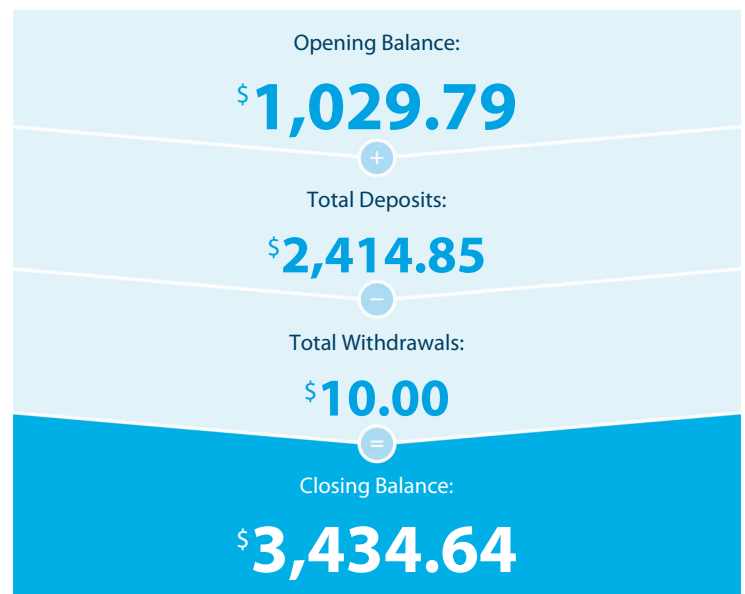 Opening Balance:
$1,029.79
+
Total Deposits:
$2,414.85
−
Total Withdrawals:
$10.00
=
Closing Balance:
$3,434.64